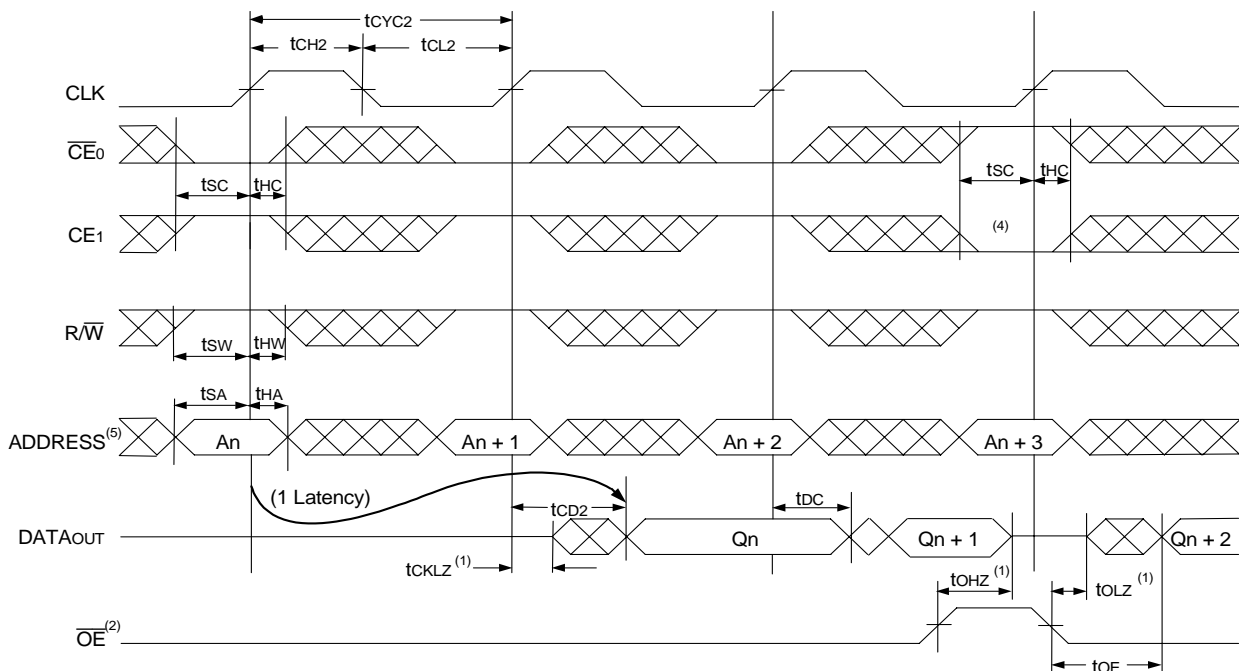 tCYC2
tCH2 tCL2
CLK
CE0
tSC tHC tSC tHC
CE1 (4)
R/W
tSW tHW
tSA tHA
ADDRESS(5) An An + 1 An + 2 An + 3
(1 Latency) tCD2 tDC
DATAOUT Qn Qn + 1 Qn + 2
tCKLZ (1) tOHZ (1) tOLZ (1)
OE(2)
tOE